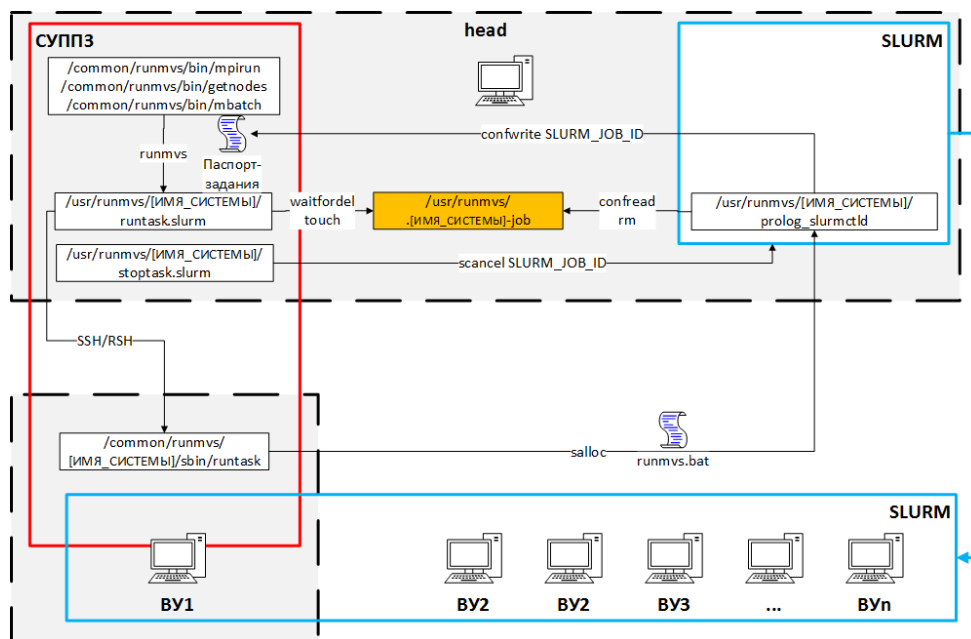 head
СУППЗ
SLURM
/common/runmvs/bin/mpirun
/common/runmvs/bin/getnodes
/common/runmvs/bin/mbatch
confwrite SLURM_JOB_ID
runmvs
Паспорт-
задания
/usr/runmvs/[ИМЯ_СИСТЕМЫ]/
runtask.slurm
waitfordel
touch
/usr/runmvs/
.[ИМЯ_СИСТЕМЫ]-job
confread
rm
/usr/runmvs/[ИМЯ_СИСТЕМЫ]/
prolog_slurmctld
/usr/runmvs/[ИМЯ_СИСТЕМЫ]/
stoptask.slurm
scancel SLURM_JOB_ID
SSH/RSH
/common/runmvs/
[ИМЯ_СИСТЕМЫ]/sbin/runtask
salloc
runmvs.bat
SLURM
ВУ1
ВУ2
ВУ2
ВУ3
...
ВУn